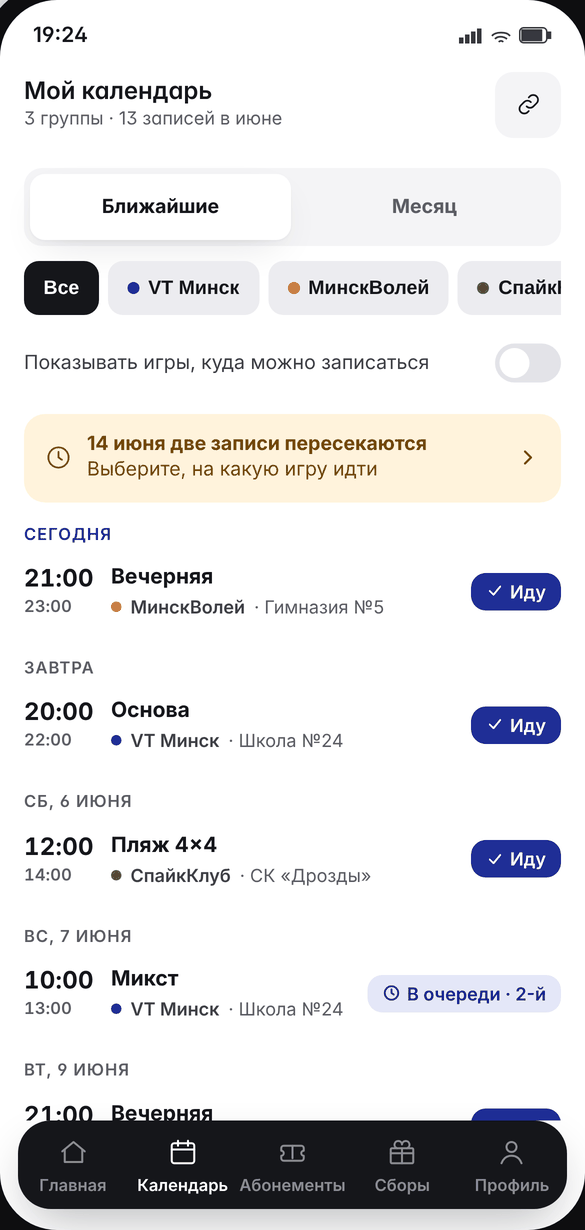 19:24
Мой календарь
3 группы · 13 записей в июне
Ближайшие Месяц
Все VT Минск МинскВолей Спайк
Показывать игры, куда можно записаться
14 июня две записи пересекаются
Выберите, на какую игру идти
СЕГОДНЯ
21:00 Вечерняя
23:00 МинскВолей · Гимназия №5
Иду
ЗАВТРА
20:00 Основа
22:00 VT Минск · Школа №24
Иду
СБ, 6 ИЮНЯ
12:00 Пляж 4×4
14:00 СпайкКлуб · СК «Дрозды»
Иду
ВС, 7 ИЮНЯ
10:00 Микст
13:00 VT Минск · Школа №24
В очереди · 2-й
ВТ, 9 ИЮНЯ
21:00 Вечерняя
Главная Календарь Абонементы Сборы Профиль